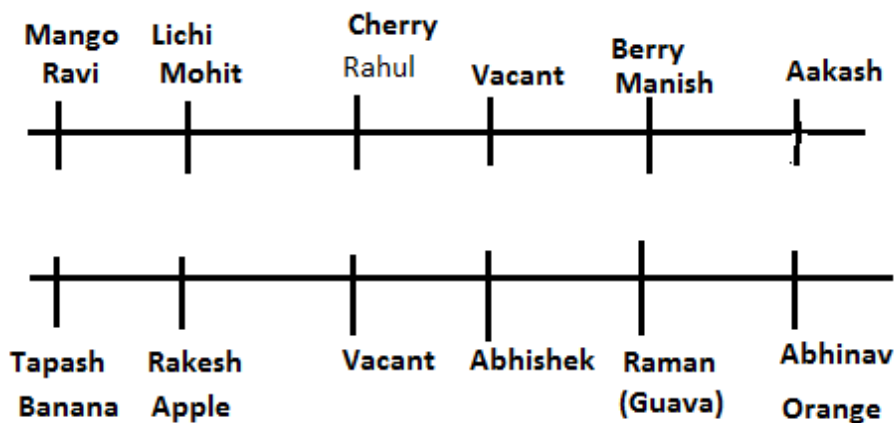 Mango Lichi Cherry
Ravi Mohit Rahul Vacant Berry Manish Aakash
Tapash Rakesh Vacant Abhishek Raman Abhinav
Banana Apple (Guava) Orange